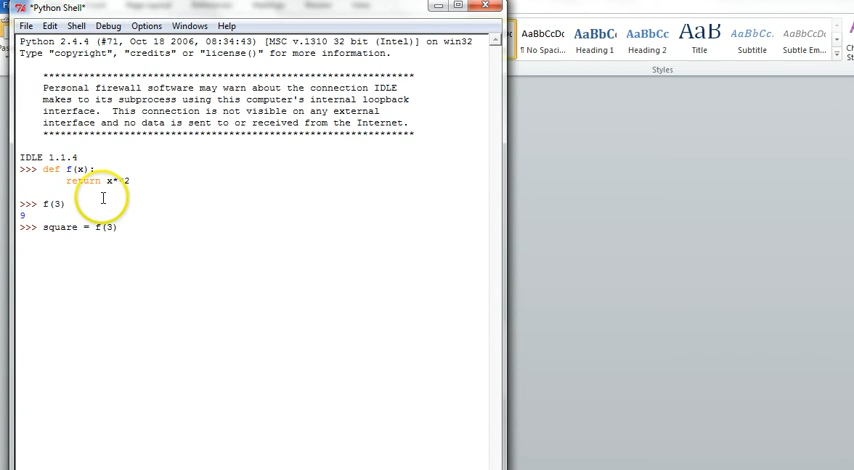 *Python Shell*
File Edit Shell Debug Options Windows Help
Python 2.4.4 (#71, Oct 18 2006, 08:34:43) [MSC v.1310 32 bit (Intel)] on win32
Type "copyright", "credits" or "license()" for more information.
****************************************************************
Personal firewall software may warn about the connection IDLE
makes to its subprocess using this computer's internal loopback
interface. This connection is not visible on any external
interface and no data is sent to or received from the Internet.
****************************************************************
IDLE 1.1.4
>>> def f(x):
return x**2
>>> f(3)
9
>>> square = f(3)
AaBbCcDc AaBbCc AaBbCc AaB AaBbCc. AaBbCcDc
¶ No Spaci... Heading 1 Heading 2 Title Subtitle Subtle Em...
Styles